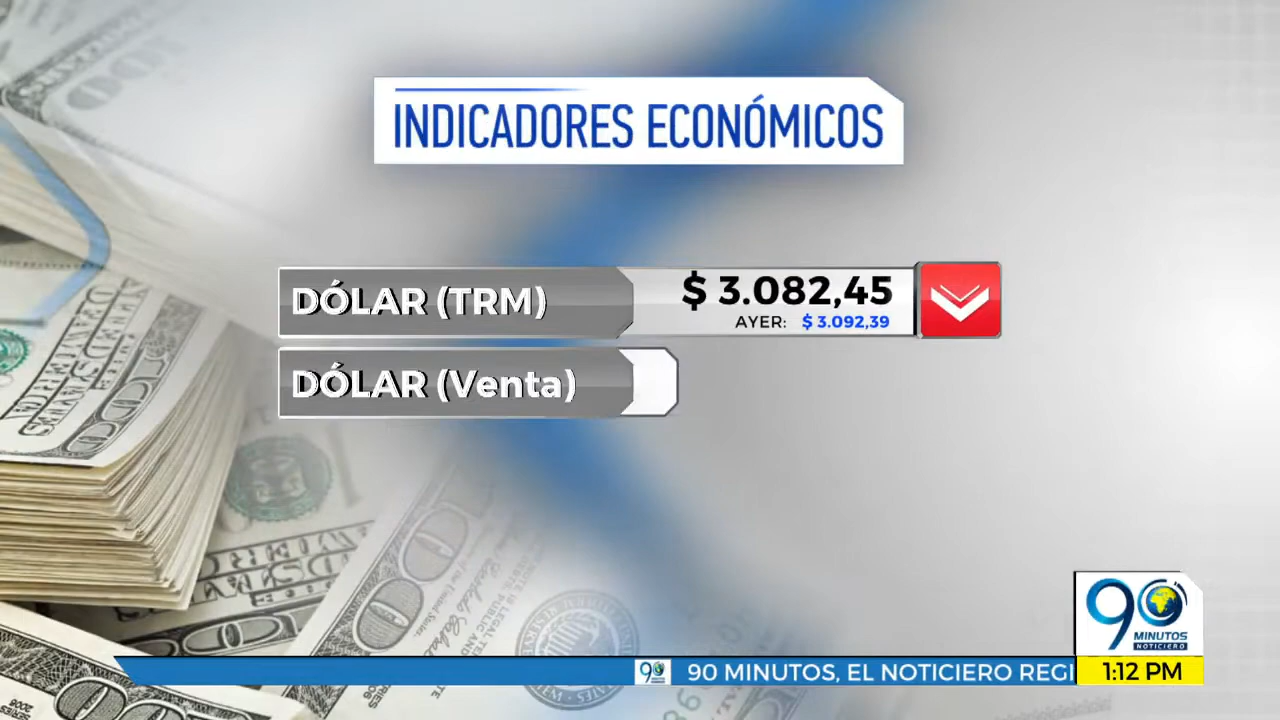 INDICADORES ECONÓMICOS
DÓLAR (TRM)
$ 3.082,45
AYER: $ 3.092,39
DÓLAR (Venta)
90
MINUTOS
NOTICIERO
90 MINUTOS, EL NOTICIERO REGI
1:12 PM